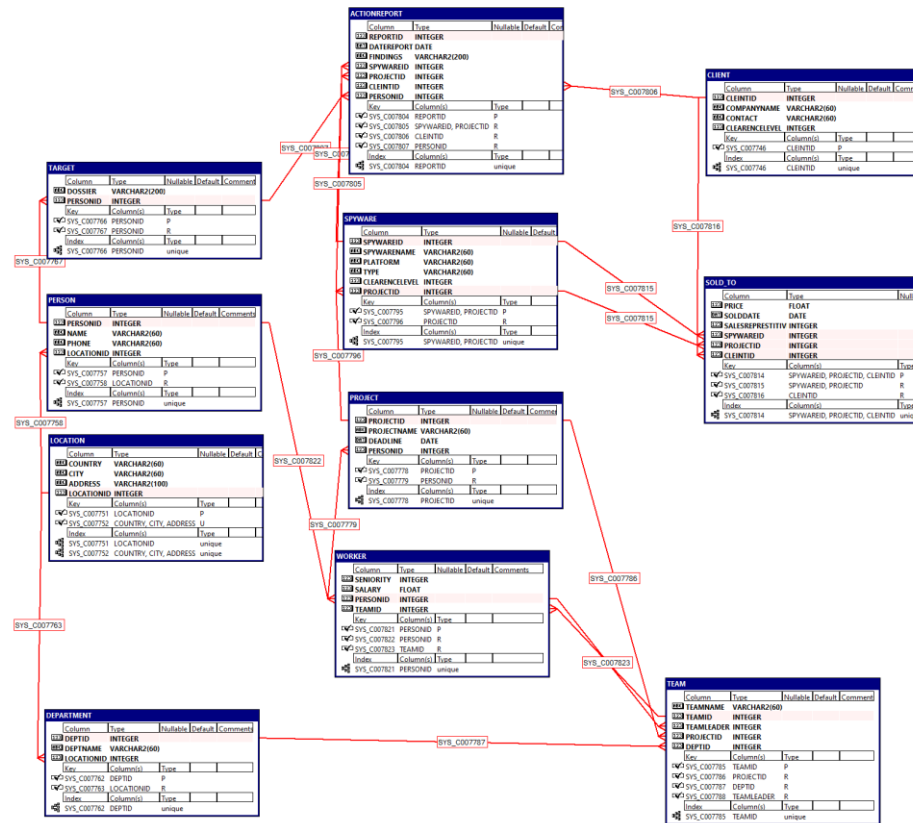 ACTIONREPORT
Column Type Nullable Default Cor
REPORTID INTEGER
DATEREPORT DATE
FINDINGS VARCHAR2(200)
SPYWAREID INTEGER
PROJECTID INTEGER
CLEINTID INTEGER
PERSONID INTEGER
Key Column(s) Type
SYS_C007804 REPORTID P
SYS_C007805 SPYWAREID, PROJECTID R
SYS_C007806 CLEINTID R
SYS_C007807 PERSONID R
Index Column(s) Type
SYS_C007804 REPORTID unique
SYS_C007806
CLIENT
Column Type Nullable Default Comme
CLEINTID INTEGER
COMPANYNAME VARCHAR2(60)
CONTACT VARCHAR2(60)
CLEARENCELEVEL INTEGER
Key Column(s) Type
SYS_C007746 CLEINTID P
Index Column(s) Type
SYS_C007746 CLEINTID unique
SYS_C007805
TARGET
Column Type Nullable Default Comment
DOSSIER VARCHAR2(200)
PERSONID INTEGER
Key Column(s) Type
SYS_C007766 PERSONID P
SYS_C007767 PERSONID R
Index Column(s) Type
SYS_C007766 PERSONID unique
SYS_C007767
SPYWARE
Column Type Nullable Default
SPYWAREID INTEGER
SPYWARENAME VARCHAR2(60)
PLATFORM VARCHAR2(60)
TYPE VARCHAR2(60)
CLEARENCELEVEL INTEGER
PROJECTID INTEGER
Key Column(s) Type
SYS_C007795 SPYWAREID, PROJECTID P
SYS_C007796 PROJECTID R
Index Column(s) Type
SYS_C007795 SPYWAREID, PROJECTID unique
SYS_C007816
SYS_C007815
SYS_C007815
SOLD_TO
Column Type Nullable
PRICE FLOAT
SOLDDATE DATE
SALESREPRESTITIV INTEGER
SPYWAREID INTEGER
PROJECTID INTEGER
CLEINTID INTEGER
Key Column(s) Type
SYS_C007814 SPYWAREID, PROJECTID, CLEINTID P
SYS_C007815 SPYWAREID, PROJECTID R
SYS_C007816 CLEINTID R
Index Column(s) Type
SYS_C007814 SPYWAREID, PROJECTID, CLEINTID uniq
PERSON
Column Type Nullable Default Comments
PERSONID INTEGER
NAME VARCHAR2(60)
PHONE VARCHAR2(60)
LOCATIONID INTEGER
Key Column(s) Type
SYS_C007757 PERSONID P
SYS_C007758 LOCATIONID R
Index Column(s) Type
SYS_C007757 PERSONID unique
SYS_C007796
SYS_C007758
PROJECT
Column Type Nullable Default Commen
PROJECTID INTEGER
PROJECTNAME VARCHAR2(60)
DEADLINE DATE
PERSONID INTEGER
Key Column(s) Type
SYS_C007778 PROJECTID P
SYS_C007779 PERSONID R
Index Column(s) Type
SYS_C007778 PROJECTID unique
LOCATION
Column Type Nullable Default C
COUNTRY VARCHAR2(60)
CITY VARCHAR2(60)
ADDRESS VARCHAR2(100)
LOCATIONID INTEGER
Key Column(s) Type
SYS_C007751 LOCATIONID P
SYS_C007752 COUNTRY, CITY, ADDRESS U
Index Column(s) Type
SYS_C007751 LOCATIONID unique
SYS_C007752 COUNTRY, CITY, ADDRESS unique
SYS_C007822
SYS_C007779
WORKER
Column Type Nullable Default Comments
SENIORITY INTEGER
SALARY FLOAT
PERSONID INTEGER
TEAMID INTEGER
Key Column(s) Type
SYS_C007821 PERSONID P
SYS_C007822 PERSONID R
SYS_C007823 TEAMID R
Index Column(s) Type
SYS_C007821 PERSONID unique
SYS_C007786
SYS_C007763
SYS_C007823
TEAM
Column Type Nullable Default Comment
TEAMNAME VARCHAR2(60)
TEAMID INTEGER
TEAMLEADER INTEGER
PROJECTID INTEGER
DEPTID INTEGER
Key Column(s) Type
SYS_C007785 TEAMID P
SYS_C007786 PROJECTID R
SYS_C007787 DEPTID R
SYS_C007788 TEAMLEADER R
Index Column(s) Type
SYS_C007785 TEAMID unique
DEPARTMENT
Column Type Nullable Default Comments
DEPTID INTEGER
DEPTNAME VARCHAR2(60)
LOCATIONID INTEGER
Key Column(s) Type
SYS_C007762 DEPTID P
SYS_C007763 LOCATIONID R
Index Column(s) Type
SYS_C007762 DEPTID unique
SYS_C007787